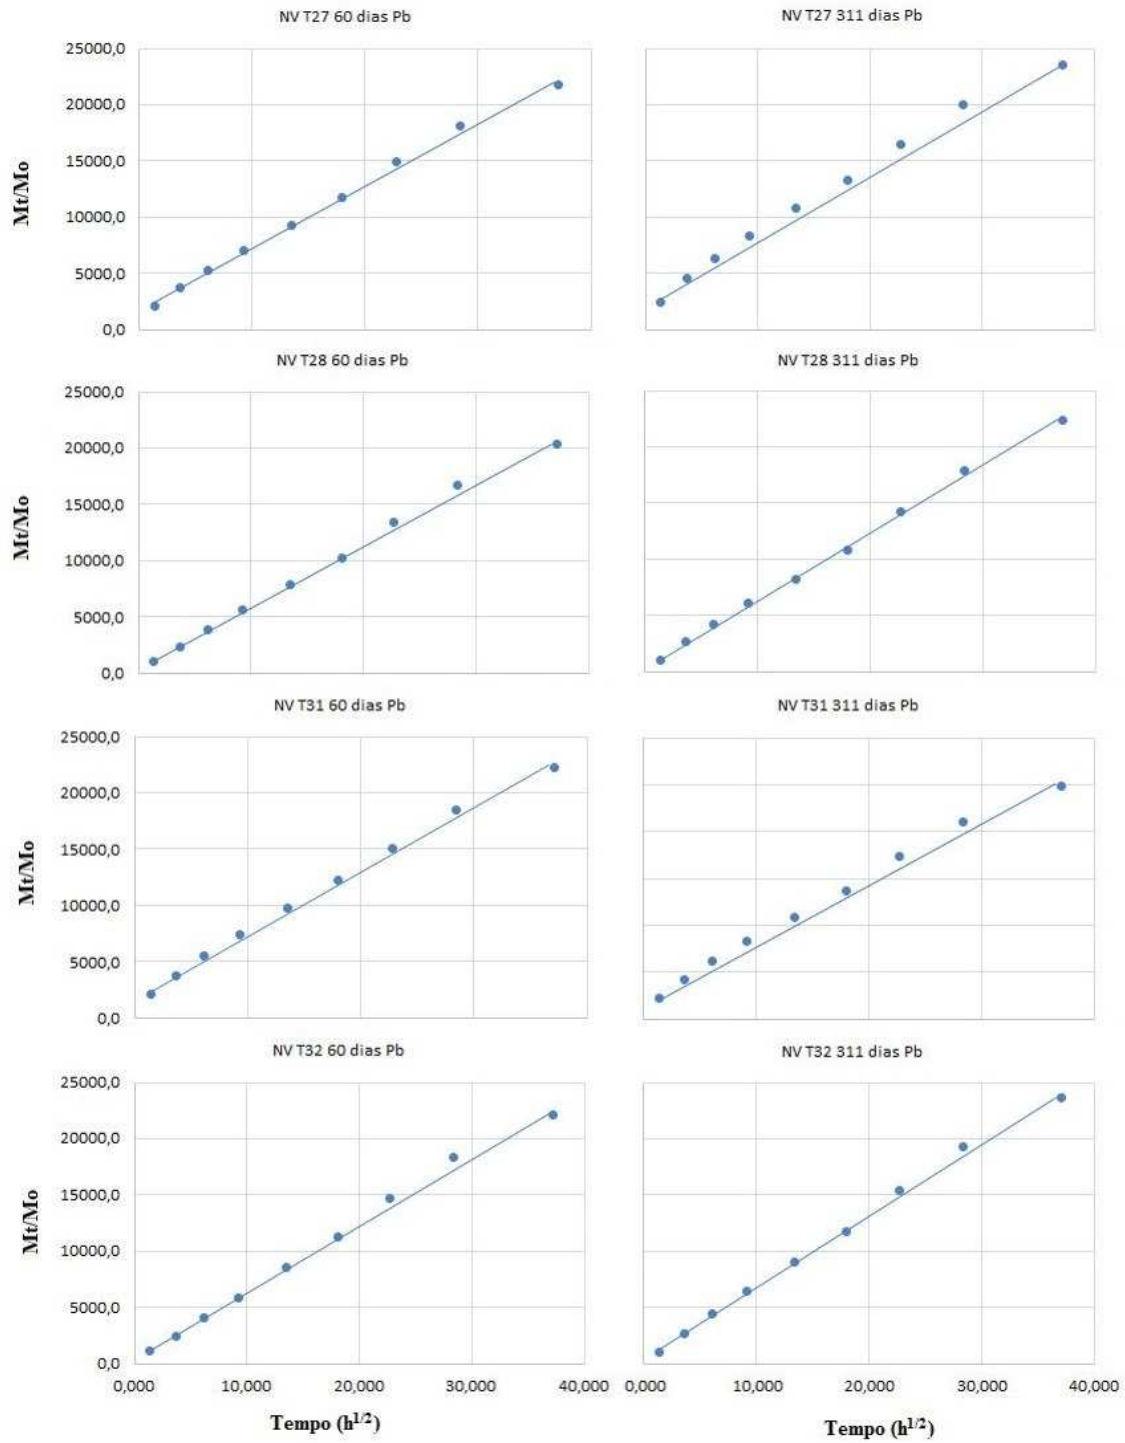 NV T27 60 dias Pb
NV T27 311 dias Pb
25000,0
20000,0
15000,0
10000,0
5000,0
0,0
Mt/Mo
NV T28 60 dias Pb
NV T28 311 dias Pb
25000,0
20000,0
15000,0
10000,0
5000,0
0,0
Mt/Mo
NV T31 60 dias Pb
NV T31 311 dias Pb
25000,0
20000,0
15000,0
10000,0
5000,0
0,0
Mt/Mo
NV T32 60 dias Pb
NV T32 311 dias Pb
25000,0
20000,0
15000,0
10000,0
5000,0
0,0
Mt/Mo
0,000 10,000 20,000 30,000 40,000
0,000 10,000 20,000 30,000 40,000
Tempo (h1/2)
Tempo (h1/2)